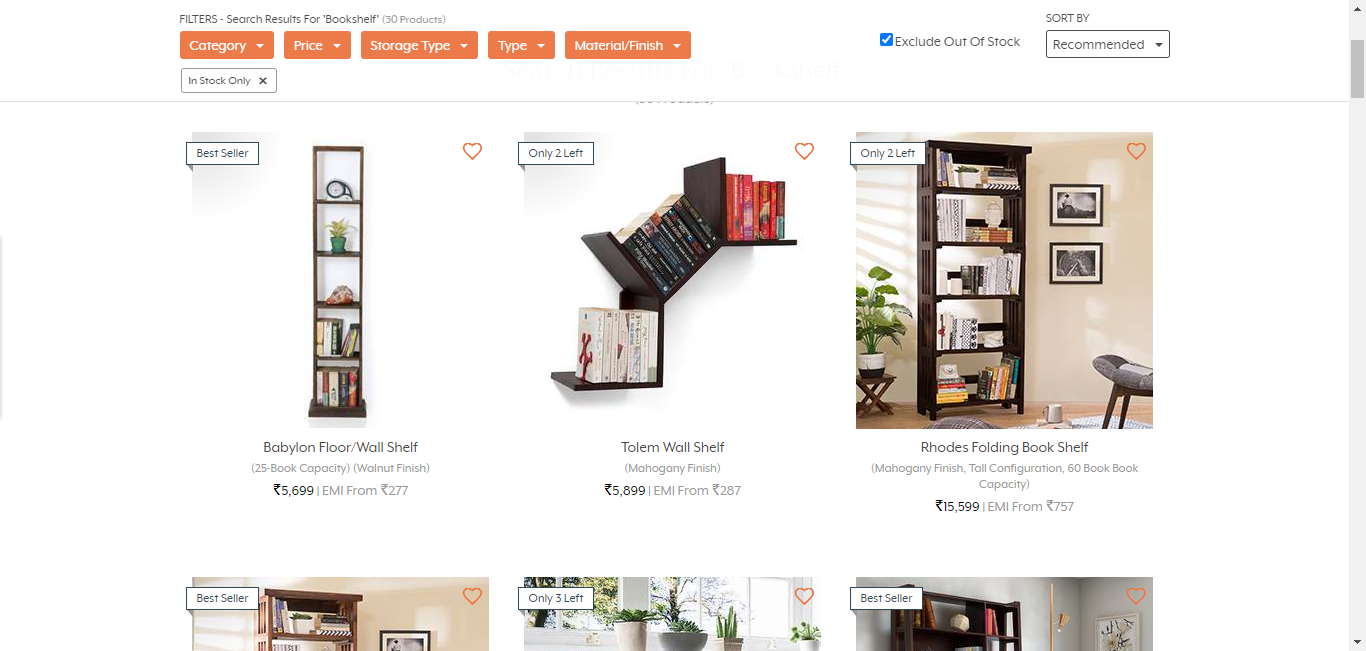 FILTERS - Search Results For 'Bookshelf' (30 Products)
SORT BY
Category
Price
Storage Type
Type
Material/Finish
Exclude Out Of Stock
Recommended
In Stock Only ✕
Search Results For 'Bookshelf'
Best Seller
Only 2 Left
Only 2 Left
Babylon Floor/Wall Shelf
(25-Book Capacity) (Walnut Finish)
₹5,699 | EMI From ₹277
Tolem Wall Shelf
(Mahogany Finish)
₹5,899 | EMI From ₹287
Rhodes Folding Book Shelf
(Mahogany Finish, Tall Configuration, 60 Book Book
Capacity)
₹15,599 | EMI From ₹757
Best Seller
Only 3 Left
Best Seller